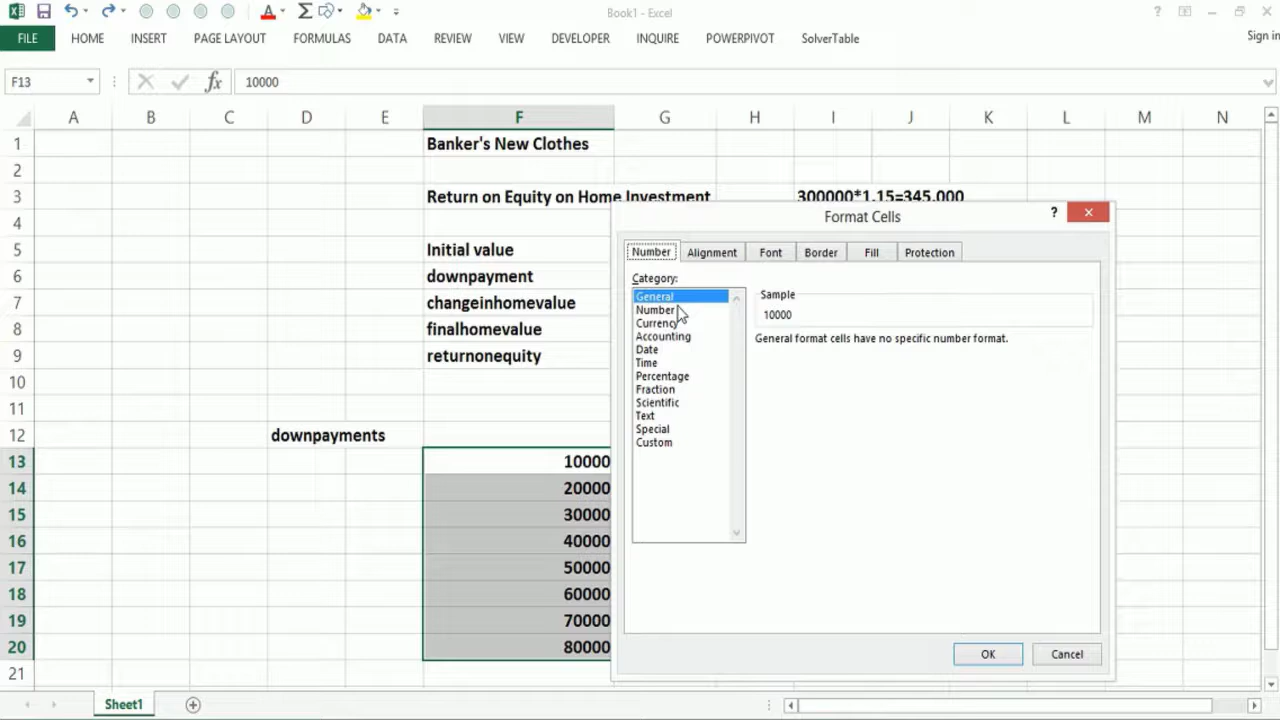 Book1 - Excel
?
FILE HOME INSERT PAGE LAYOUT FORMULAS DATA REVIEW VIEW DEVELOPER INQUIRE POWERPIVOT SolverTable Sign in
F13 fx 10000
A B C D E F G H I J K L M N
1 Banker's New Clothes
2
3 Return on Equity on Home Investment 300000*1.15=345,000
4
5 Initial value
6 downpayment
7 changeinhomevalue
8 finalhomevalue
9 returnonequity
10
11
12 downpayments
13 10000
14 20000
15 30000
16 40000
17 50000
18 60000
19 70000
20 80000
21
Format Cells ?
Number Alignment Font Border Fill Protection
Category:
General
Number
Currency
Accounting
Date
Time
Percentage
Fraction
Scientific
Text
Special
Custom
Sample
10000
General format cells have no specific number format.
OK Cancel
Sheet1